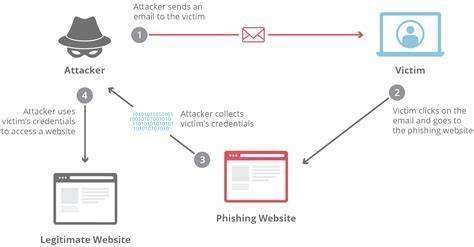 Attacker sends an
email to the victim
1
Attacker
Victim
4
Attacker uses
victim's credentials
to access a website
Attacker collects
victim's credentials
2
Victim clicks on the
email and goes to
the phishing website
3
Phishing Website
Legitimate Website